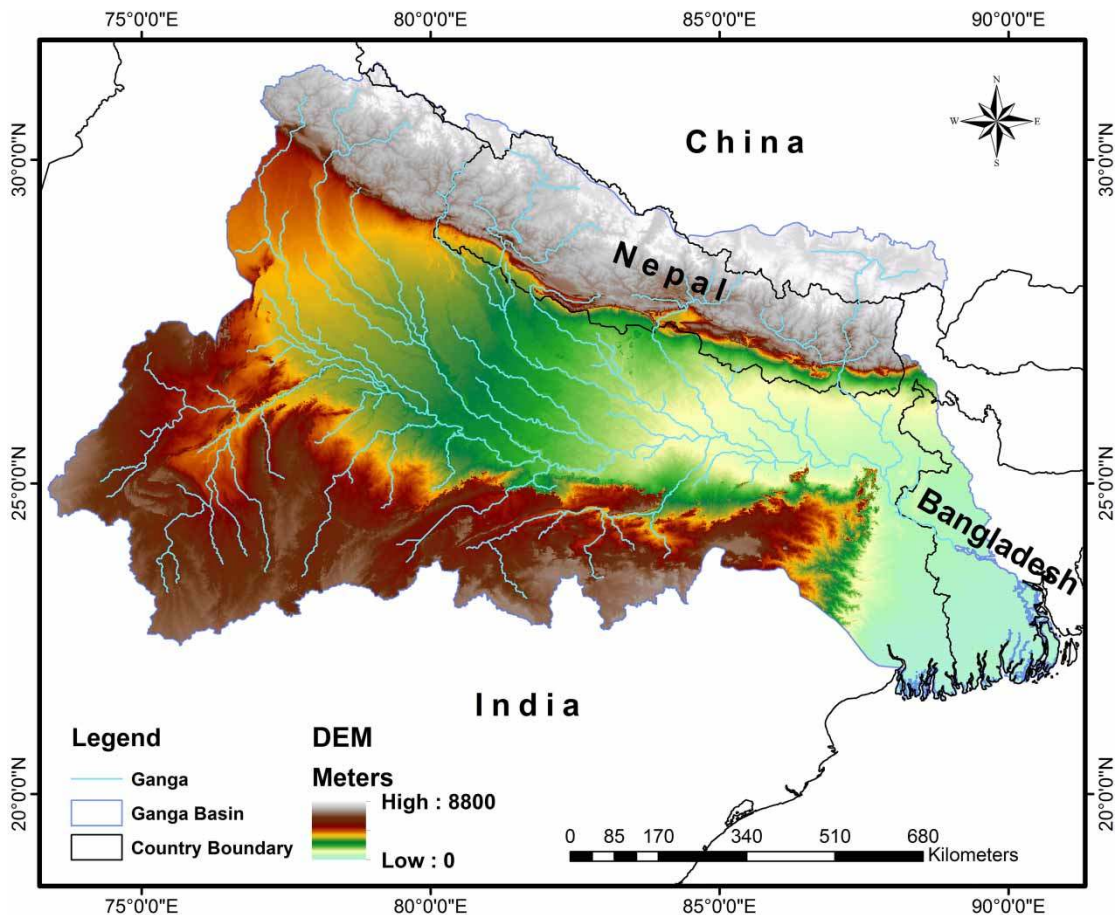 75°0'0"E 80°0'0"E 85°0'0"E 90°0'0"E
N
W E
S
China
30°0'0"N 30°0'0"N
Nepal
25°0'0"N 25°0'0"N
Bangladesh
India
Legend
Ganga
Ganga Basin
Country Boundary
DEM
Meters
High : 8800
Low : 0
20°0'0"N 20°0'0"N
0 85 170 340 510 680
Kilometers
75°0'0"E 80°0'0"E 85°0'0"E 90°0'0"E